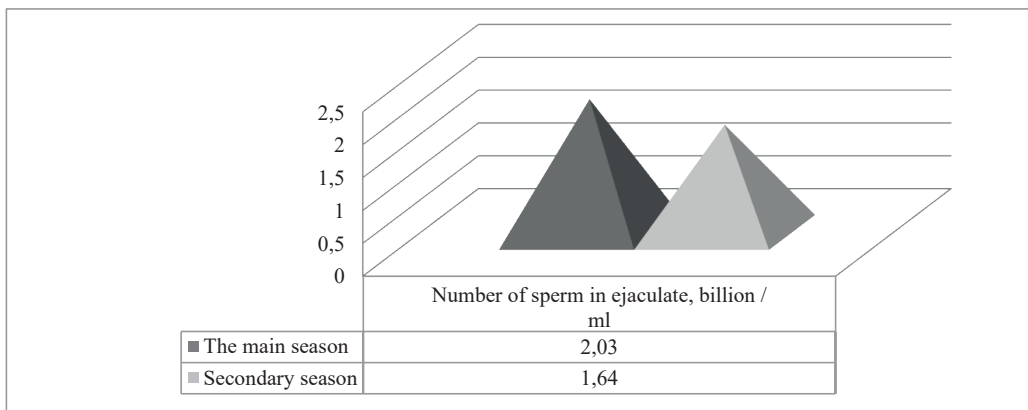 2,5
2
1,5
1
0,5
0
Number of sperm in ejaculate, billion /
ml
The main season 2,03
Secondary season 1,64